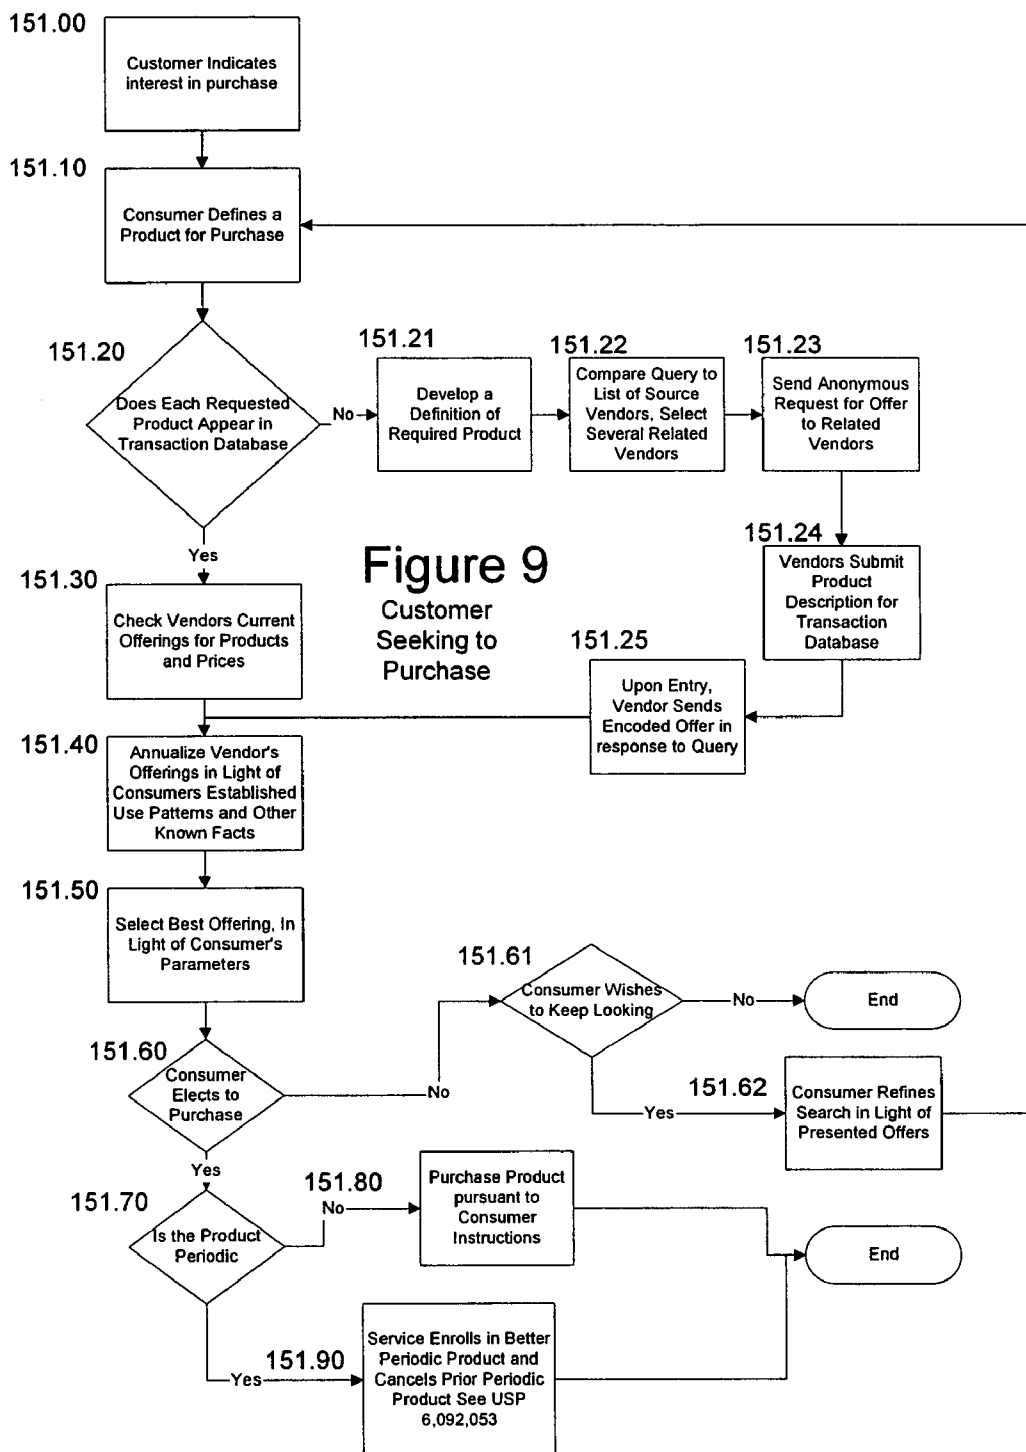 151.00
Customer Indicates
interest in purchase
151.10
Consumer Defines a
Product for Purchase
151.20
Does Each Requested
Product Appear in
Transaction Database
No
151.21
Develop a
Definition of
Required Product
151.22
Compare Query to
List of Source
Vendors, Select
Several Related
Vendors
151.23
Send Anonymous
Request for Offer
to Related
Vendors
151.24
Vendors Submit
Product
Description for
Transaction
Database
151.25
Upon Entry,
Vendor Sends
Encoded Offer in
response to Query
Yes
Figure 9
Customer
Seeking to
Purchase
151.30
Check Vendors Current
Offerings for Products
and Prices
151.40
Annualize Vendor's
Offerings in Light of
Consumers Established
Use Patterns and Other
Known Facts
151.50
Select Best Offering, In
Light of Consumer's
Parameters
151.60
Consumer
Elects to
Purchase
No
151.61
Consumer Wishes
to Keep Looking
No
End
Yes
151.62
Consumer Refines
Search in Light of
Presented Offers
Yes
151.70
Is the Product
Periodic
No
151.80
Purchase Product
pursuant to
Consumer
Instructions
End
Yes
151.90
Service Enrolls in Better
Periodic Product and
Cancels Prior Periodic
Product See USP
6,092,053